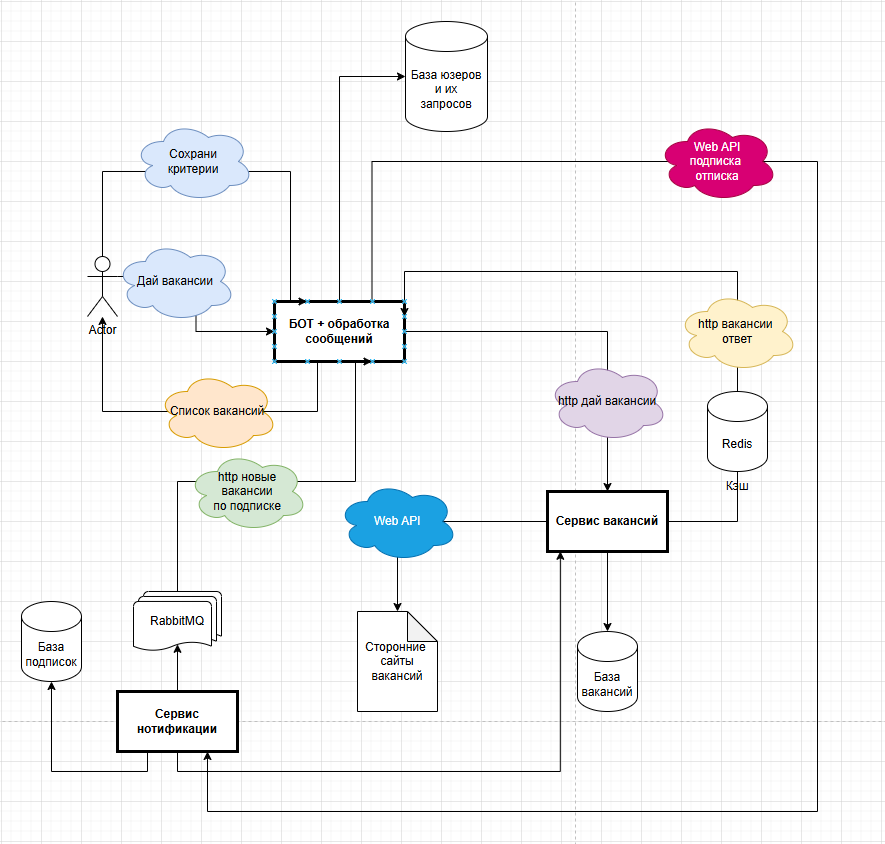 База юзеров
и их
запросов
Сохрани
критерии
Web API
подписка
отписка
Дай вакансии
Actor
БОТ + обработка
сообщений
http вакансии
ответ
Список вакансий
http дай вакансии
Redis
Кэш
http новые
вакансии
по подписке
Web API
Сервис вакансий
RabbitMQ
База
подписок
Сторонние
сайты
вакансий
База
вакансий
Сервис
нотификации